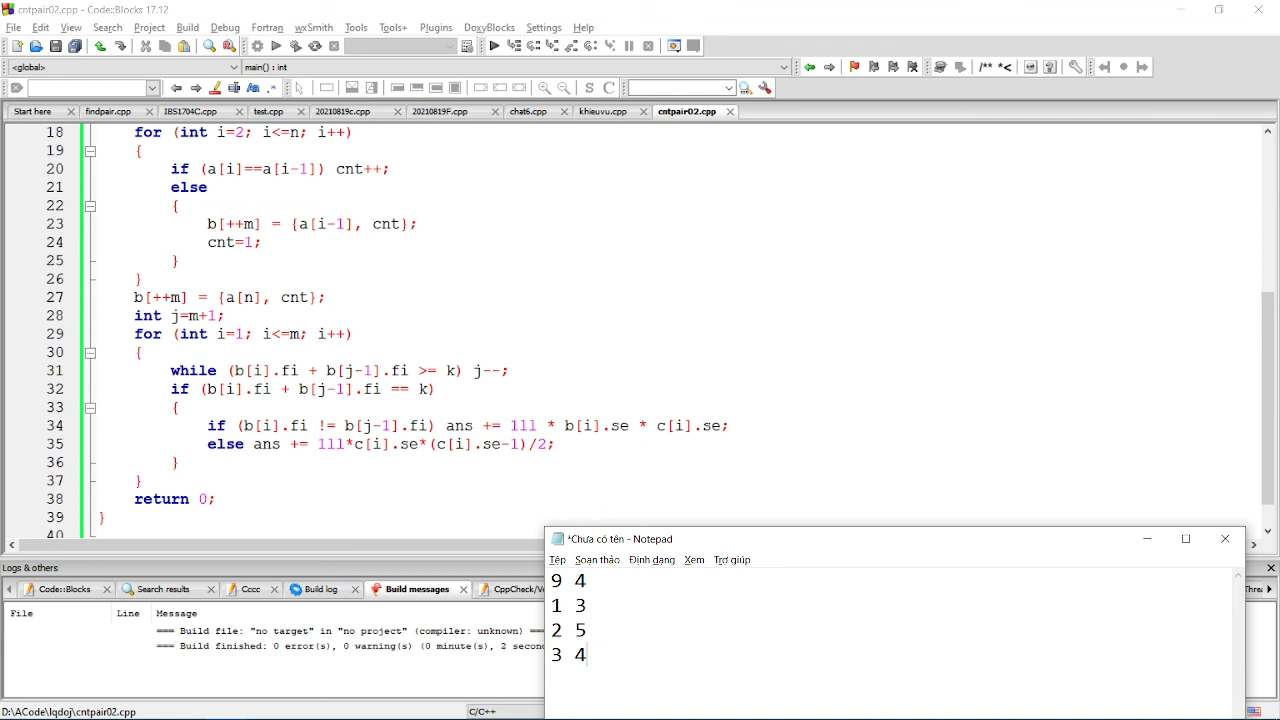 cntpair02.cpp - Code::Blocks 17.12
File Edit View Search Project Build Debug Fortran wxSmith Tools Tools+ Plugins DoxyBlocks Settings Help
<global> main() : int
/** *<
S C
Start here findpair.cpp IBS1704C.cpp test.cpp 20210819c.cpp 20210819F.cpp chat6.cpp khieuvu.cpp cntpair02.cpp
18 for (int i=2; i<=n; i++)
19 {
20 if (a[i]==a[i-1]) cnt++;
21 else
22 {
23 b[++m] = {a[i-1], cnt};
24 cnt=1;
25 }
26 }
27 b[++m] = {a[n], cnt};
28 int j=m+1;
29 for (int i=1; i<=m; i++)
30 {
31 while (b[i].fi + b[j-1].fi >= k) j--;
32 if (b[i].fi + b[j-1].fi == k)
33 {
34 if (b[i].fi != b[j-1].fi) ans += 1ll * b[i].se * c[i].se;
35 else ans += 1ll*c[i].se*(c[i].se-1)/2;
36 }
37 }
38 return 0;
39 }
40
Logs & others
Code::Blocks Search results Cccc Build log Build messages CppCheck/Ve Threa
File Line Message
=== Build file: "no target" in "no project" (compiler: unknown) ===
=== Build finished: 0 error(s), 0 warning(s) (0 minute(s), 2 secon
D:\ACode\lqdoj\cntpair02.cpp C/C++
*Chưa có tên - Notepad
Tệp Soạn thảo Định dạng Xem Trợ giúp
9 4
1 3
2 5
3 4